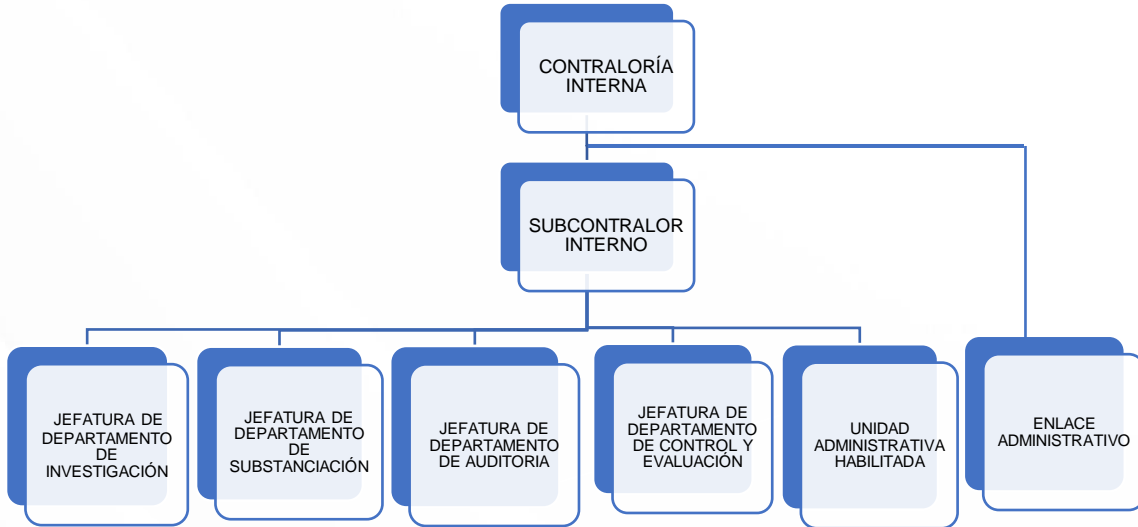 CONTRALORÍA
INTERNA
SUBCONTRALOR
INTERNO
JEFATURA DE
DEPARTAMENTO
DE
INVESTIGACIÓN
JEFATURA DE
DEPARTAMENTO
DE
SUBSTANCIACIÓN
JEFATURA DE
DEPARTAMENTO
DE AUDITORIA
JEFATURA DE
DEPARTAMENTO
DE CONTROL Y
EVALUACIÓN
UNIDAD
ADMINISTRATIVA
HABILITADA
ENLACE
ADMINISTRATIVO